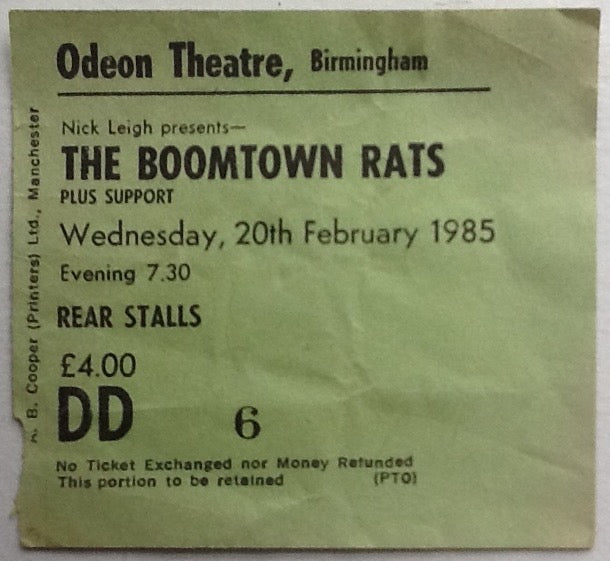 Odeon Theatre, Birmingham
Nick Leigh presents—
THE BOOMTOWN RATS
PLUS SUPPORT
Wednesday, 20th February 1985
Evening 7.30
REAR STALLS
£4.00
DD 6
No Ticket Exchanged nor Money Refunded
This portion to be retained (PTO)
B. Cooper (Printers) Ltd., Manchester